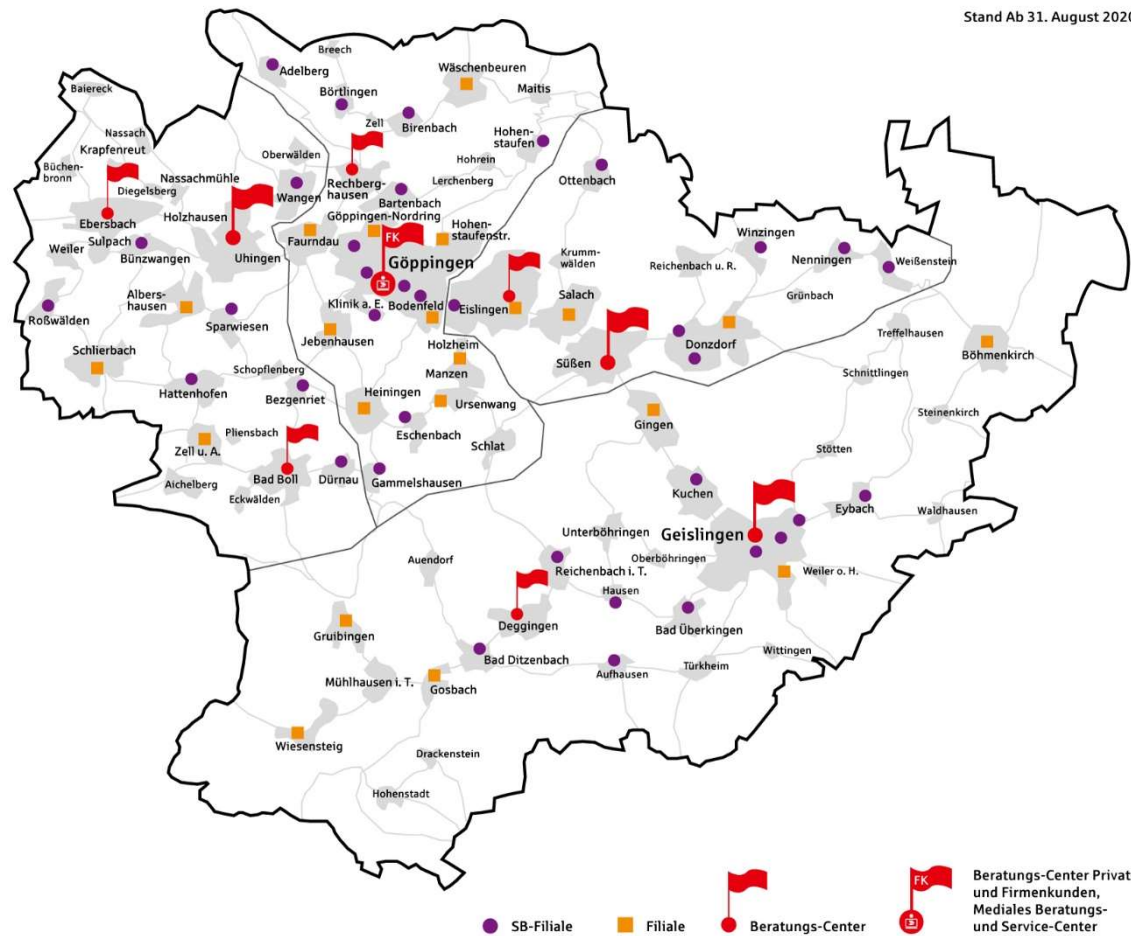 Stand Ab 31. August 2020
Breech
Adelberg
Wäschenbeuren
Baiereck
Maitis
Börtlingen
Zell
Birenbach
Nassach
Krapfenreut
Hohen-
staufen
Oberwälden
Hohrein
Büchen-
bronn
Nassachmühle
Diegelsberg
Rechberg-
hausen
Lerchenberg
Ottenbach
Wangen
Bartenbach
Holzhausen
Göppingen-Nordring
Ebersbach
Hohen-
staufenstr.
Faurndau
FK
Winzingen
Sulpach
Weiler
Bünzwangen
Uhingen
Göppingen
Krumm-
wälden
Reichenbach u. R.
Nenningen
Weißenstein
Albers-
hausen
Klinik a. E.
Bodenfeld
Eislingen
Salach
Grünbach
Roßwälden
Sparwiesen
Treffelhausen
Jebenhausen
Holzheim
Donzdorf
Böhmenkirch
Schlierbach
Manzen
Süßen
Schopflenberg
Schnittlingen
Hattenhofen
Bezgenriet
Heiningen
Ursenwang
Steinenkirch
Gingen
Pliensbach
Eschenbach
Schlat
Zell u. A.
Stötten
Bad Boll
Dürnau
Gammelshausen
Aichelberg
Eckwälden
Kuchen
Eybach
Waldhausen
Unterböhringen
Geislingen
Auendorf
Oberböhringen
Reichenbach i. T.
Weiler o. H.
Hausen
Deggingen
Bad Überkingen
Gruibingen
Wittingen
Bad Ditzenbach
Aufhausen
Türkheim
Mühlhausen i. T.
Gosbach
Wiesensteig
Drackenstein
Hohenstadt
SB-Filiale
Filiale
Beratungs-Center
FK
Beratungs-Center Privat
und Firmenkunden,
Mediales Beratungs-
und Service-Center